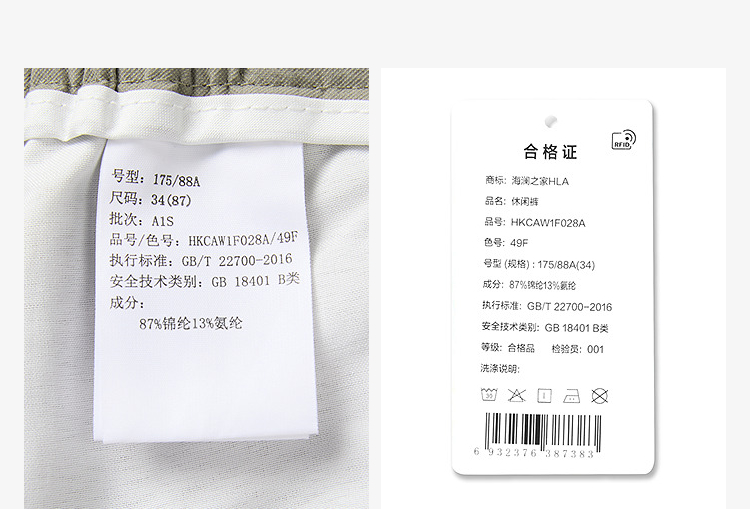 号型: 175/88A
尺码: 34(87)
批次: A1S
品号/色号: HKCAW1F028A/49F
执行标准: GB/T 22700-2016
安全技术类别: GB 18401 B类
成分:
87%锦纶13%氨纶
RFID
合格证
商标: 海澜之家HLA
品名: 休闲裤
品号: HKCAW1F028A
色号: 49F
号型 (规格) : 175/88A(34)
成分: 87%锦纶13%氨纶
执行标准: GB/T 22700-2016
安全技术类别: GB 18401 B类
等级: 合格品 检验员: 001
洗涤说明:
30
6 932376 387383